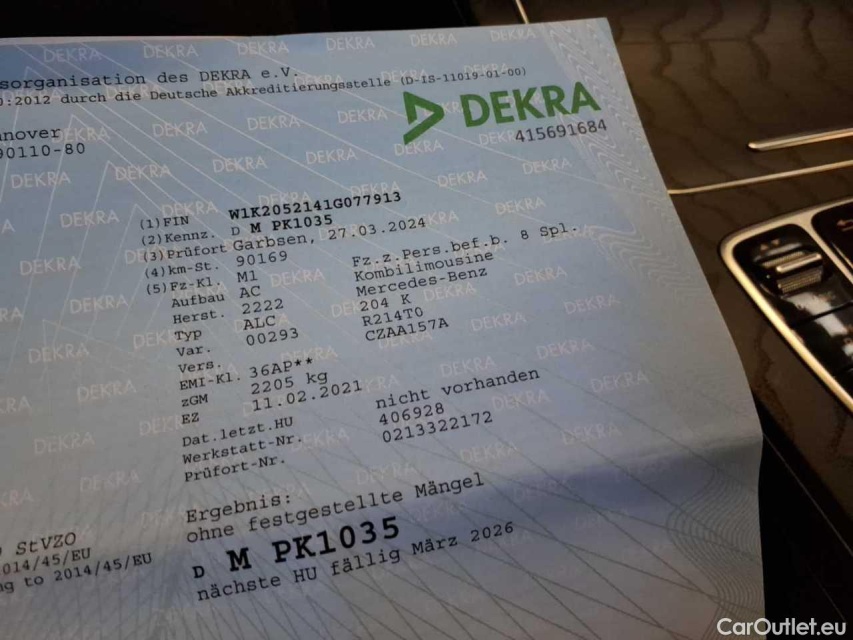 sorganisation des DEKRA e.V.
:2012 durch die Deutsche Akkreditierungsstelle (D-IS-11019-01-00)
DEKRA
415691684
nnover
90110-80
(1) FIN W1K2052141G077913
(2) Kennz. D M PK1035
(3) Prüfort Garbsen, 27.03.2024
(4) km-St. 90169
(5) Fz-Kl. M1 Fz.z.Pers.bef.b. 8 Spl.
Aufbau AC Kombilimousine
Herst. 2222 Mercedes-Benz
Typ ALC 204 K
Var. 00293 R214T0
Vers. CZAA157A
EMI-Kl. 36AP**
zGM 2205 kg
EZ 11.02.2021
Dat.letzt.HU nicht vorhanden
Werkstatt-Nr. 406928
Prüfort-Nr. 0213322172
Ergebnis:
ohne festgestellte Mängel
D M PK1035
nächste HU fällig März 2026
StVZO
014/45/EU
ng to 2014/45/EU
CarOutlet.eu